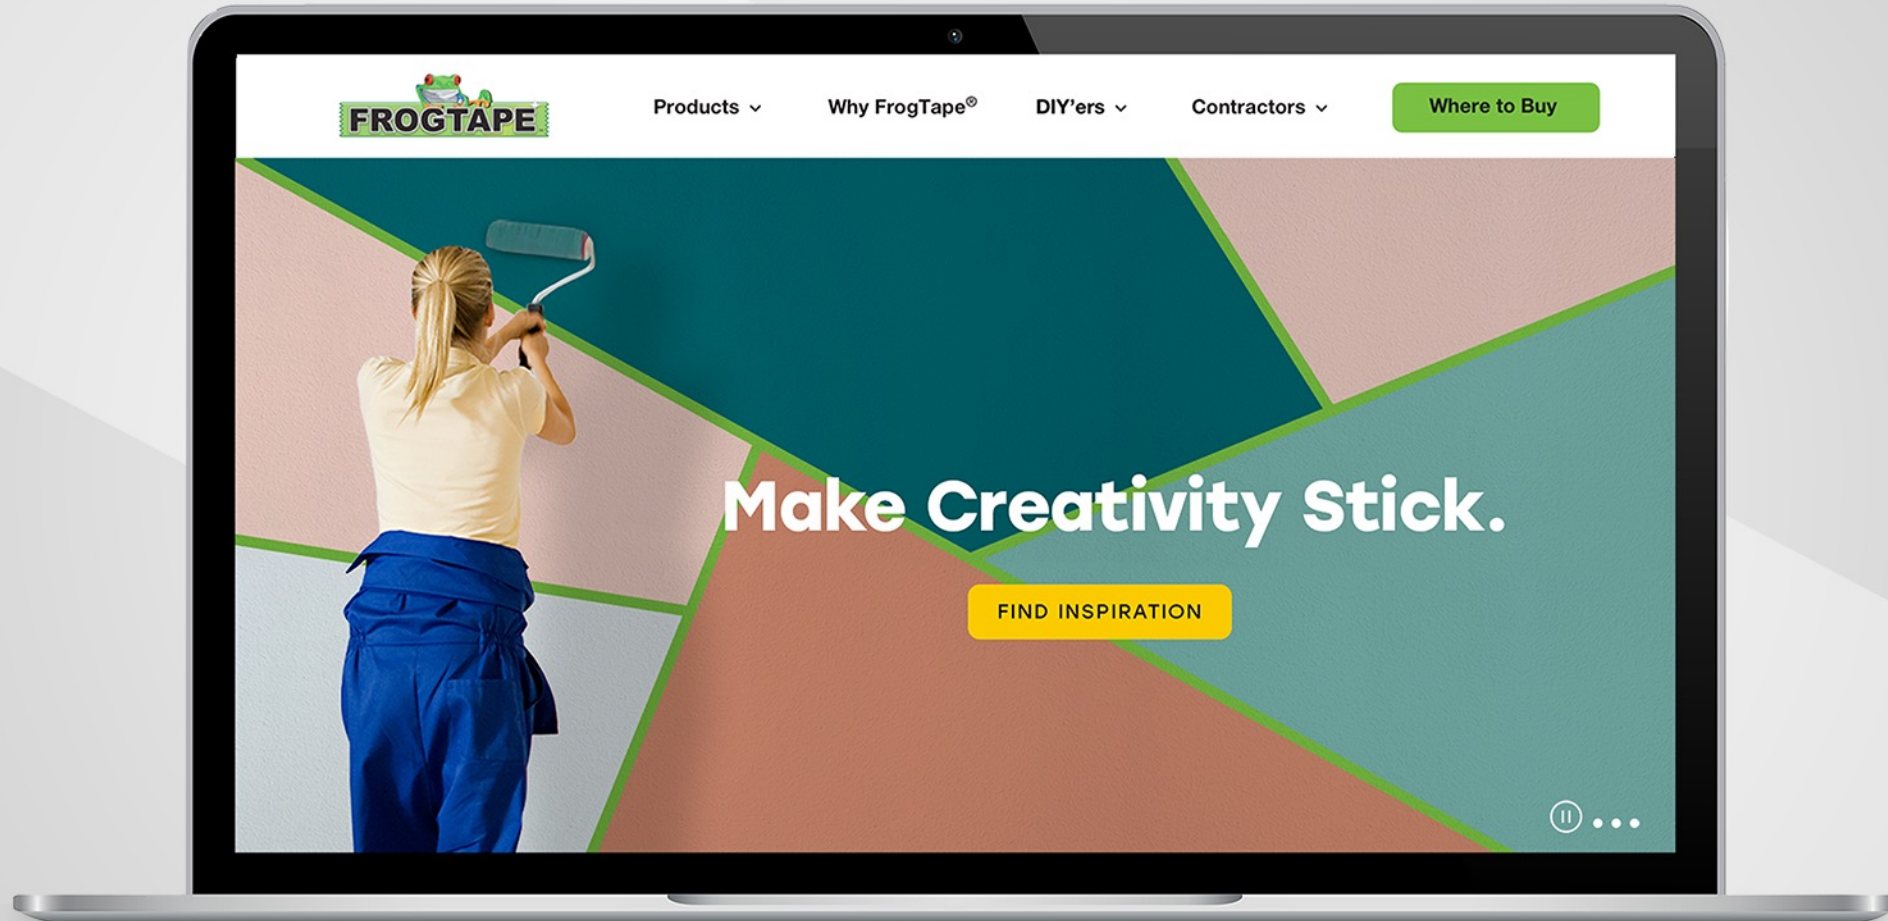 FROGTAPE
Products
Why FrogTape®
DIY'ers
Contractors
Where to Buy
Make Creativity Stick.
FIND INSPIRATION